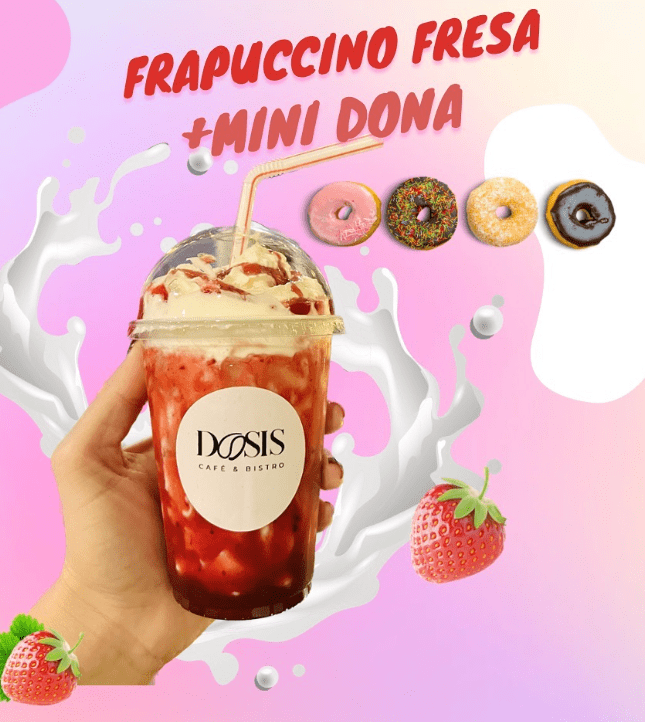 FRAPUCCINO FRESA
+MINI DONA
DOSIS
CAFÉ & BISTRO